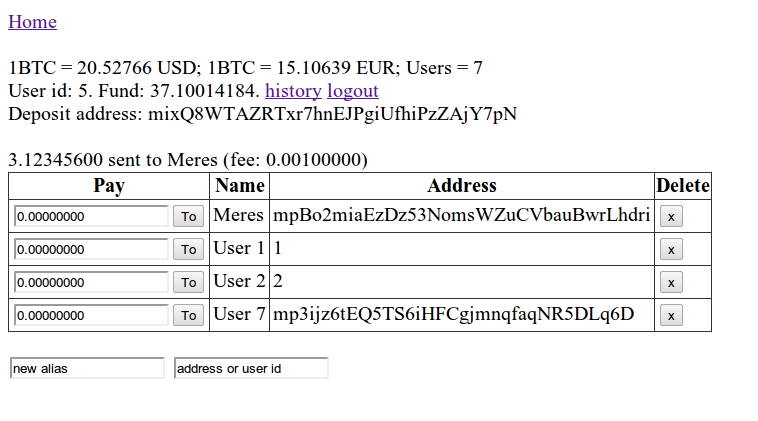 Home
1BTC = 20.52766 USD; 1BTC = 15.10639 EUR; Users = 7
User id: 5. Fund: 37.10014184. history logout
Deposit address: mixQ8WTAZRTxr7hnEJPgiUfhiPzZAjY7pN
3.12345600 sent to Meres (fee: 0.00100000)
Pay Name Address Delete
0.00000000 To Meres mpBo2miaEzDz53NomsWZuCVbauBwrLhdri x
0.00000000 To User 1 1 x
0.00000000 To User 2 2 x
0.00000000 To User 7 mp3ijz6tEQ5TS6iHFCgjmnqfaqNR5DLq6D x
new alias address or user id